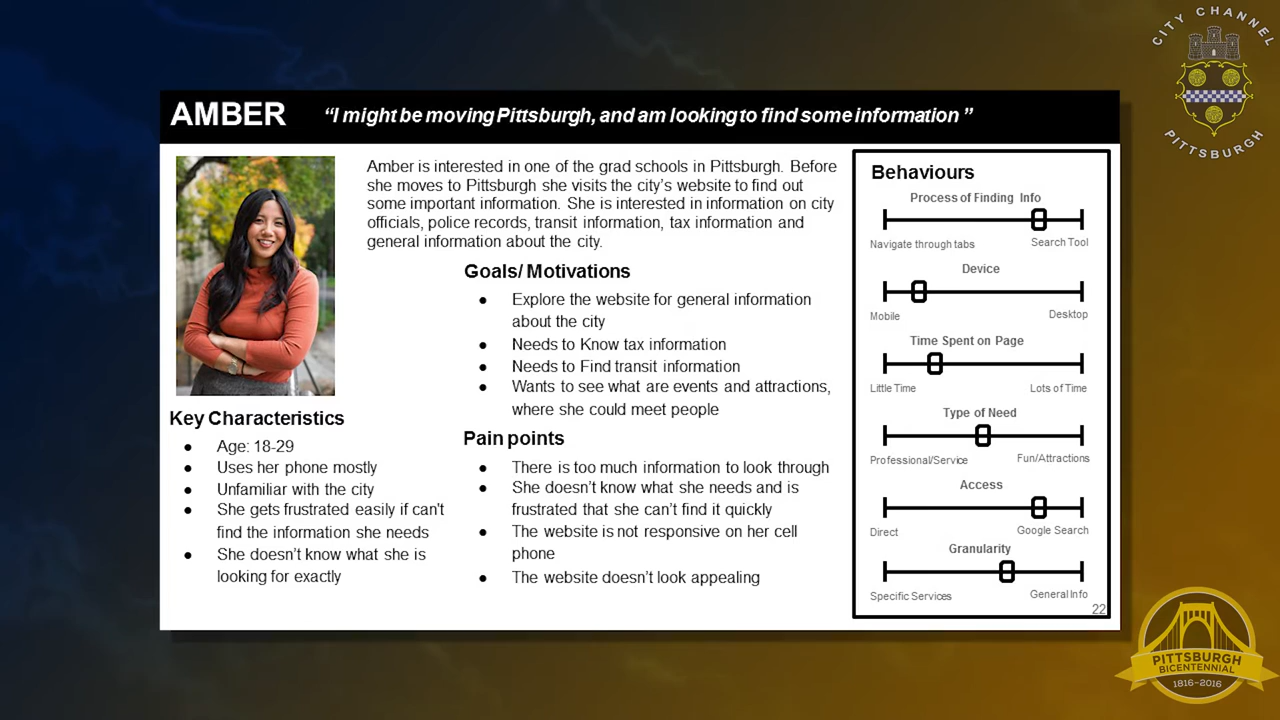 CITY CHANNEL
PITTSBURGH
AMBER
“I might be moving Pittsburgh, and am looking to find some information ”
Amber is interested in one of the grad schools in Pittsburgh. Before
she moves to Pittsburgh she visits the city’s website to find out
some important information. She is interested in information on city
officials, police records, transit information, tax information and
general information about the city.
Key Characteristics
● Age: 18-29
● Uses her phone mostly
● Unfamiliar with the city
● She gets frustrated easily if can't
find the information she needs
● She doesn’t know what she is
looking for exactly
Goals/ Motivations
● Explore the website for general information
about the city
● Needs to Know tax information
● Needs to Find transit information
● Wants to see what are events and attractions,
where she could meet people
Pain points
● There is too much information to look through
● She doesn’t know what she needs and is
frustrated that she can’t find it quickly
● The website is not responsive on her cell
phone
● The website doesn’t look appealing
Behaviours
Process of Finding Info
Navigate through tabs Search Tool
Device
Mobile Desktop
Time Spent on Page
Little Time Lots of Time
Type of Need
Professional/Service Fun/Attractions
Access
Direct Google Search
Granularity
Specific Services General Info
22
PITTSBURGH
BICENTENNIAL
1816-2016